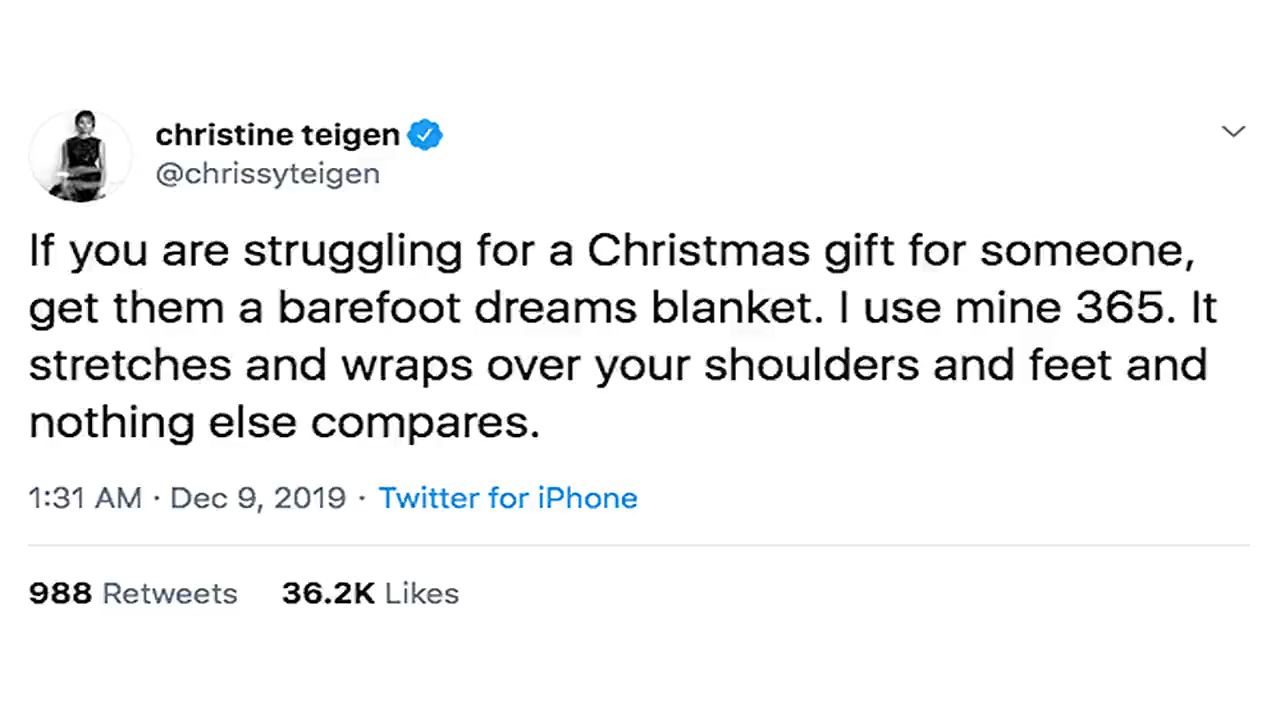 christine teigen
@chrissyteigen
If you are struggling for a Christmas gift for someone,
get them a barefoot dreams blanket. I use mine 365. It
stretches and wraps over your shoulders and feet and
nothing else compares.
1:31 AM · Dec 9, 2019 · Twitter for iPhone
988 Retweets 36.2K Likes